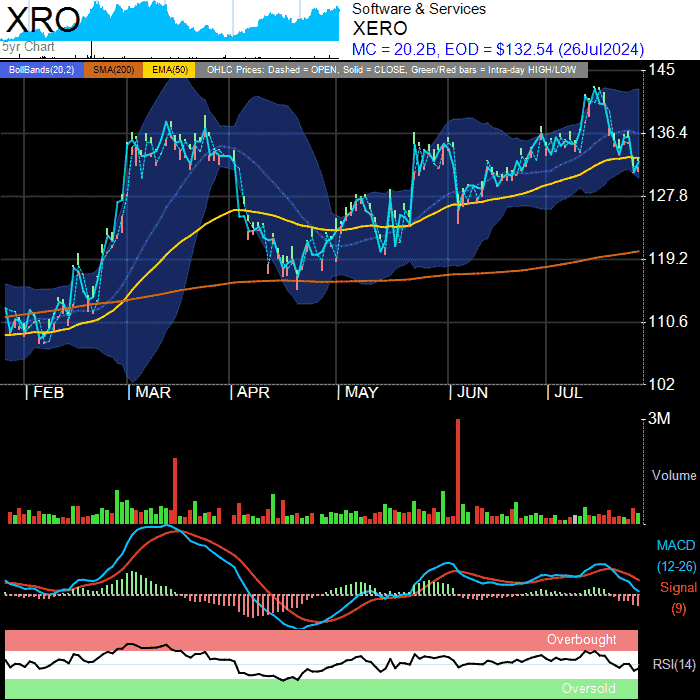 XRO
5yr Chart
Software & Services
XERO
MC = 20.2B, EOD = $132.54 (26Jul2024)
BollBands(20,2) SMA(200) EMA(50) OHLC Prices: Dashed = OPEN, Solid = CLOSE, Green/Red bars = Intra-day HIGH/LOW
145
136.4
127.8
119.2
110.6
102
FEB MAR APR MAY JUN JUL
3M
Volume
MACD
(12-26)
Signal
(9)
Overbought
RSI(14)
Oversold